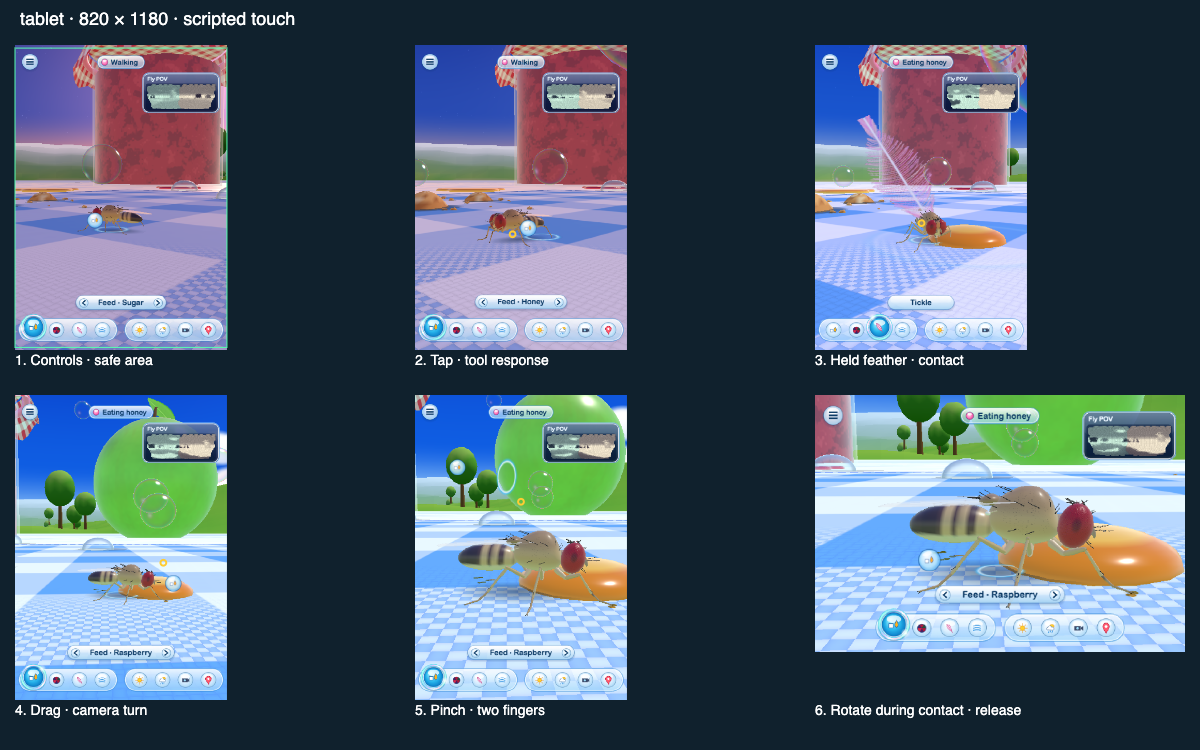 tablet · 820 × 1180 · scripted touch
Walking
Fly POV
Feed · Sugar
1. Controls · safe area
Walking
Fly POV
Feed · Honey
2. Tap · tool response
Eating honey
Fly POV
Tickle
3. Held feather · contact
Eating honey
Fly POV
Feed · Raspberry
4. Drag · camera turn
Eating honey
Fly POV
Feed · Raspberry
5. Pinch · two fingers
Eating honey
Fly POV
Feed · Raspberry
6. Rotate during contact · release